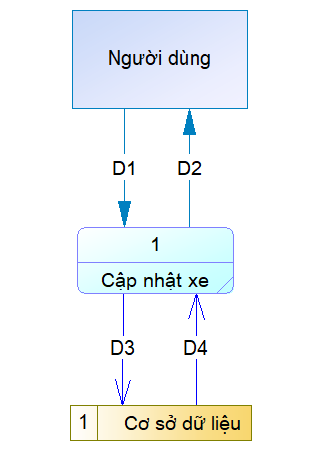 Người dùng
D1
D2
1
Cập nhật xe
D3
D4
1
Cơ sở dữ liệu